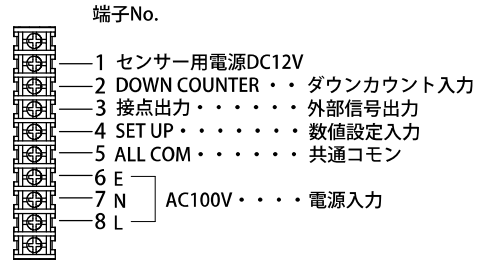 端子No.
1 センサー用電源DC12V
2 DOWN COUNTER ・・ ダウンカウント入力
3 接点出力・・・・・・ 外部信号出力
4 SET UP・・・・・・・ 数値設定入力
5 ALL COM・・・・・・ 共通コモン
6 E
7 N AC100V・・・・ 電源入力
8 L